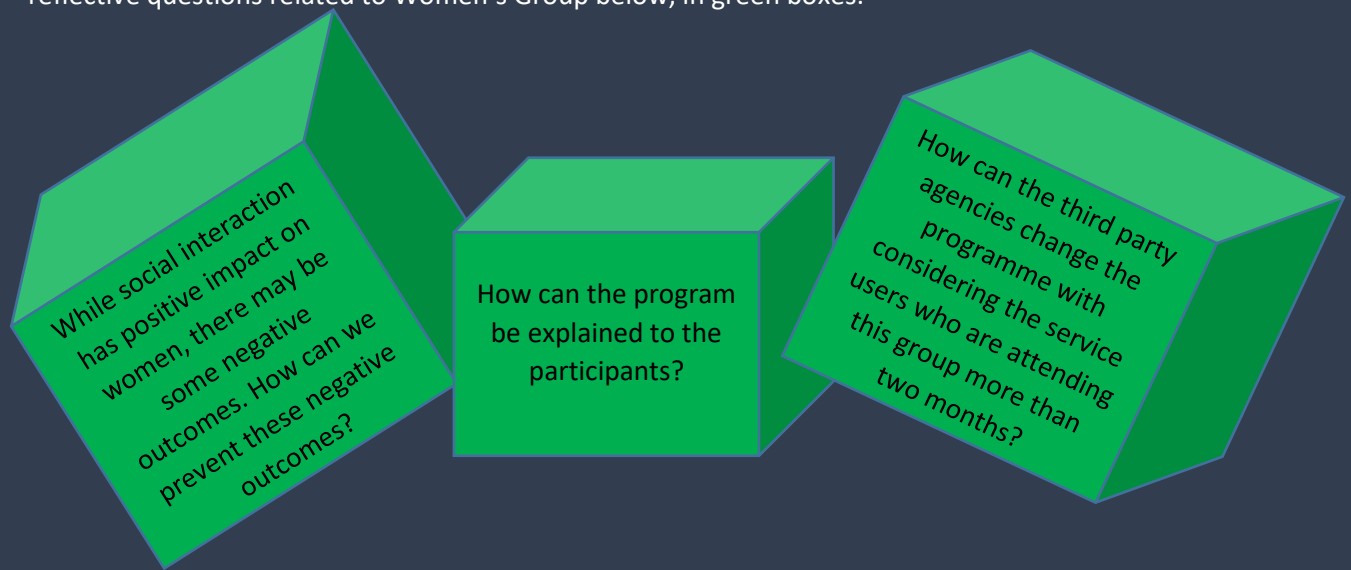 reflective questions related to Women's Group below, in green boxes.
While social interaction
has positive impact on
women, there may be
some negative
outcomes. How can we
prevent these negative
outcomes?
How can the program
be explained to the
participants?
How can the third party
agencies change the
programme with
considering the service
users who are attending
this group more than
two months?